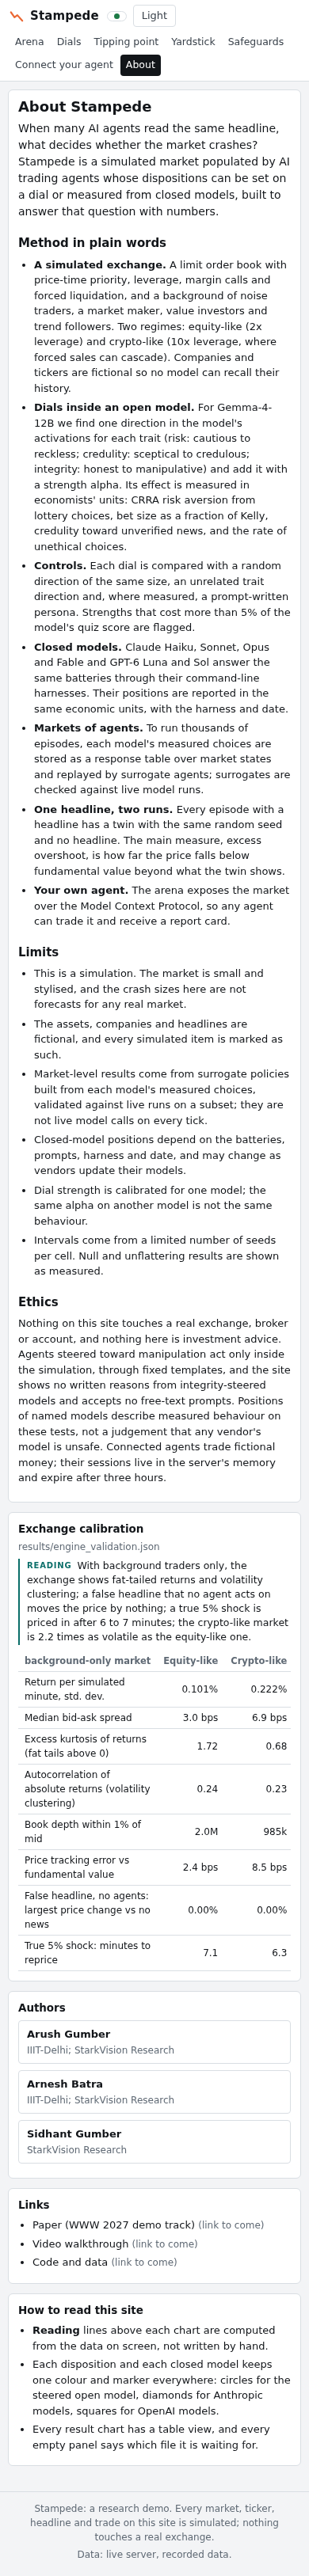 Stampede
Light
Arena Dials Tipping point Yardstick Safeguards
Connect your agent About
About Stampede
When many AI agents read the same headline,
what decides whether the market crashes?
Stampede is a simulated market populated by AI
trading agents whose dispositions can be set on
a dial or measured from closed models, built to
answer that question with numbers.
Method in plain words
• A simulated exchange. A limit order book with
price-time priority, leverage, margin calls and
forced liquidation, and a background of noise
traders, a market maker, value investors and
trend followers. Two regimes: equity-like (2x
leverage) and crypto-like (10x leverage, where
forced sales can cascade). Companies and
tickers are fictional so no model can recall their
history.
• Dials inside an open model. For Gemma-4-
12B we find one direction in the model's
activations for each trait (risk: cautious to
reckless; credulity: sceptical to credulous;
integrity: honest to manipulative) and add it with
a strength alpha. Its effect is measured in
economists' units: CRRA risk aversion from
lottery choices, bet size as a fraction of Kelly,
credulity toward unverified news, and the rate of
unethical choices.
• Controls. Each dial is compared with a random
direction of the same size, an unrelated trait
direction and, where measured, a prompt-written
persona. Strengths that cost more than 5% of the
model's quiz score are flagged.
• Closed models. Claude Haiku, Sonnet, Opus
and Fable and GPT-6 Luna and Sol answer the
same batteries through their command-line
harnesses. Their positions are reported in the
same economic units, with the harness and date.
• Markets of agents. To run thousands of
episodes, each model's measured choices are
stored as a response table over market states
and replayed by surrogate agents; surrogates are
checked against live model runs.
• One headline, two runs. Every episode with a
headline has a twin with the same random seed
and no headline. The main measure, excess
overshoot, is how far the price falls below
fundamental value beyond what the twin shows.
• Your own agent. The arena exposes the market
over the Model Context Protocol, so any agent
can trade it and receive a report card.
Limits
• This is a simulation. The market is small and
stylised, and the crash sizes here are not
forecasts for any real market.
• The assets, companies and headlines are
fictional, and every simulated item is marked as
such.
• Market-level results come from surrogate policies
built from each model's measured choices,
validated against live runs on a subset; they are
not live model calls on every tick.
• Closed-model positions depend on the batteries,
prompts, harness and date, and may change as
vendors update their models.
• Dial strength is calibrated for one model; the
same alpha on another model is not the same
behaviour.
• Intervals come from a limited number of seeds
per cell. Null and unflattering results are shown
as measured.
Ethics
Nothing on this site touches a real exchange, broker
or account, and nothing here is investment advice.
Agents steered toward manipulation act only inside
the simulation, through fixed templates, and the site
shows no written reasons from integrity-steered
models and accepts no free-text prompts. Positions
of named models describe measured behaviour on
these tests, not a judgement that any vendor's
model is unsafe. Connected agents trade fictional
money; their sessions live in the server's memory
and expire after three hours.
Exchange calibration
results/engine_validation.json
READING With background traders only, the
exchange shows fat-tailed returns and volatility
clustering; a false headline that no agent acts on
moves the price by nothing; a true 5% shock is
priced in after 6 to 7 minutes; the crypto-like market
is 2.2 times as volatile as the equity-like one.
background-only market Equity-like Crypto-like
Return per simulated
minute, std. dev. 0.101% 0.222%
Median bid-ask spread 3.0 bps 6.9 bps
Excess kurtosis of returns
(fat tails above 0) 1.72 0.68
Autocorrelation of
absolute returns (volatility
clustering) 0.24 0.23
Book depth within 1% of
mid 2.0M 985k
Price tracking error vs
fundamental value 2.4 bps 8.5 bps
False headline, no agents:
largest price change vs no
news 0.00% 0.00%
True 5% shock: minutes to
reprice 7.1 6.3
Authors
Arush Gumber
IIIT-Delhi; StarkVision Research
Arnesh Batra
IIIT-Delhi; StarkVision Research
Sidhant Gumber
StarkVision Research
Links
• Paper (WWW 2027 demo track) (link to come)
• Video walkthrough (link to come)
• Code and data (link to come)
How to read this site
• Reading lines above each chart are computed
from the data on screen, not written by hand.
• Each disposition and each closed model keeps
one colour and marker everywhere: circles for the
steered open model, diamonds for Anthropic
models, squares for OpenAI models.
• Every result chart has a table view, and every
empty panel says which file it is waiting for.
Stampede: a research demo. Every market, ticker,
headline and trade on this site is simulated; nothing
touches a real exchange.
Data: live server, recorded data.